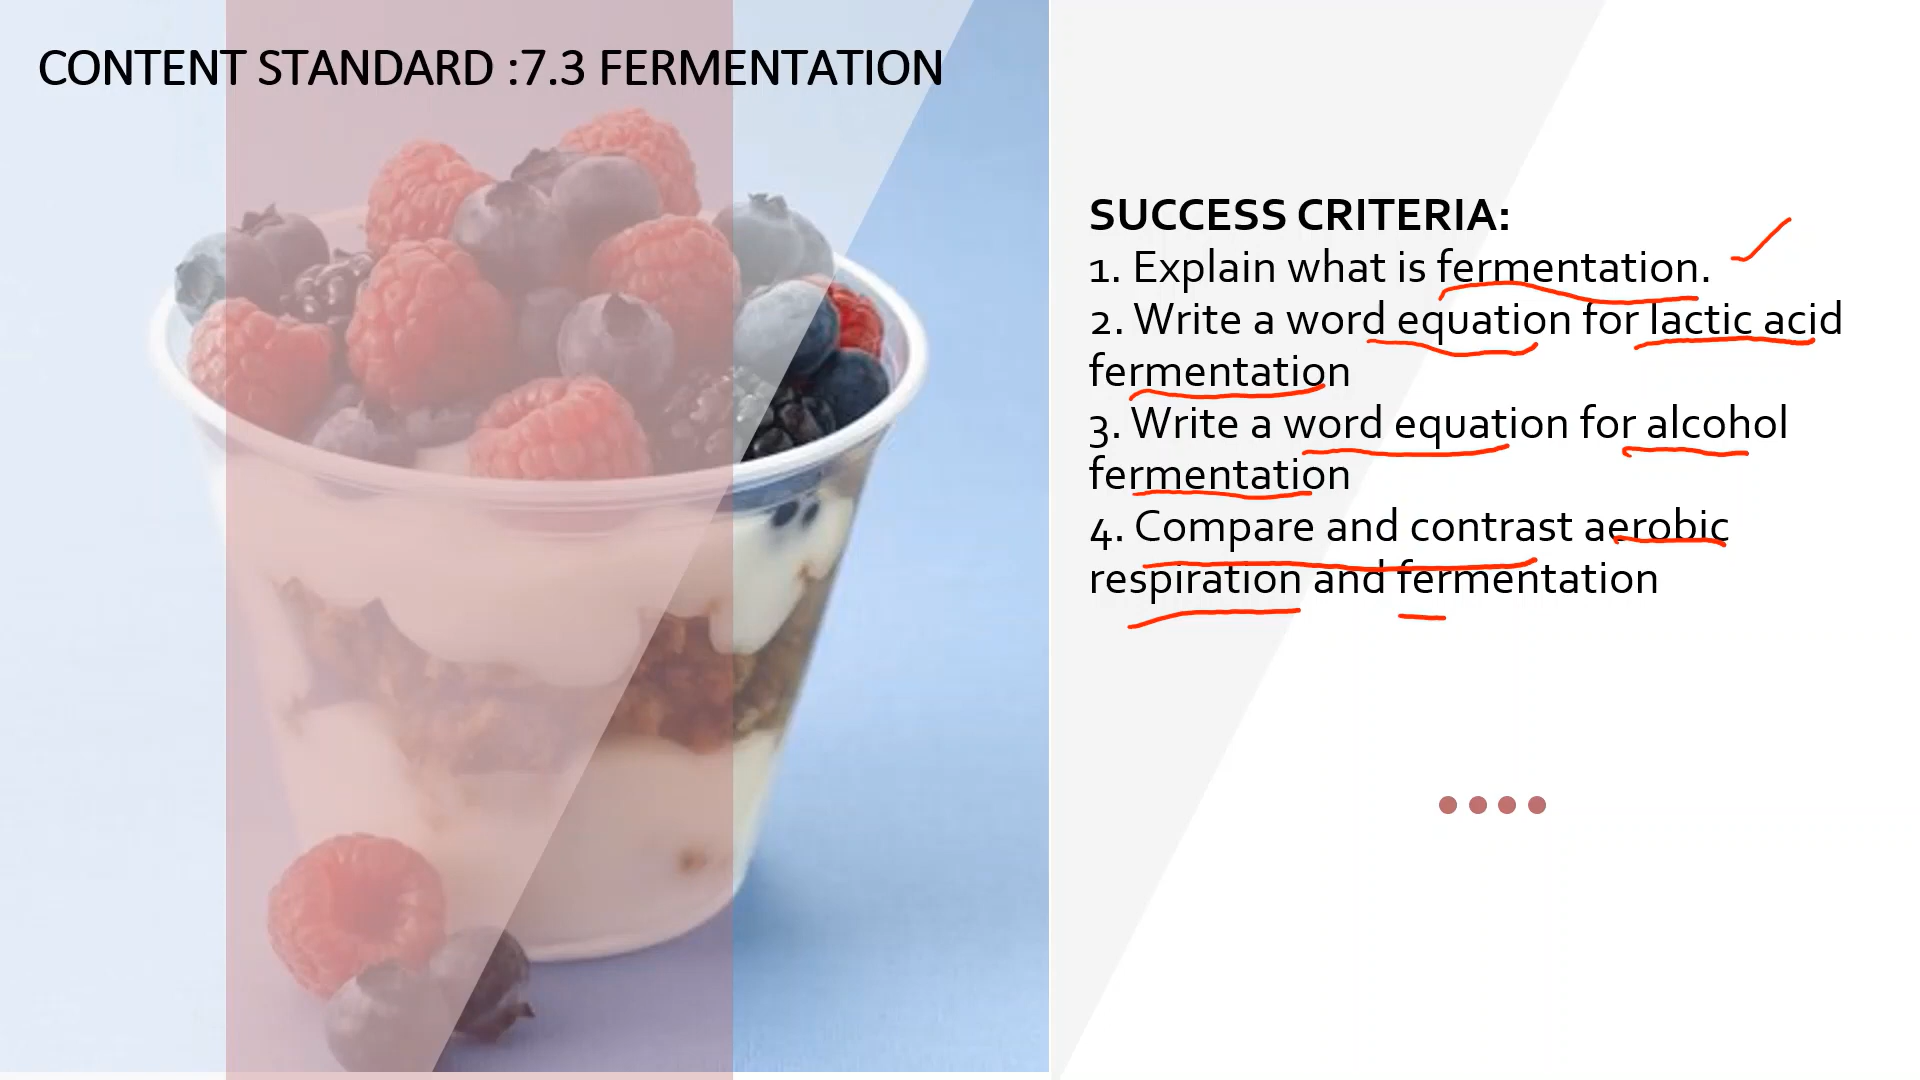 CONTENT STANDARD :7.3 FERMENTATION
SUCCESS CRITERIA:
1. Explain what is fermentation.
2. Write a word equation for lactic acid
fermentation
3. Write a word equation for alcohol
fermentation
4. Compare and contrast aerobic
respiration and fermentation